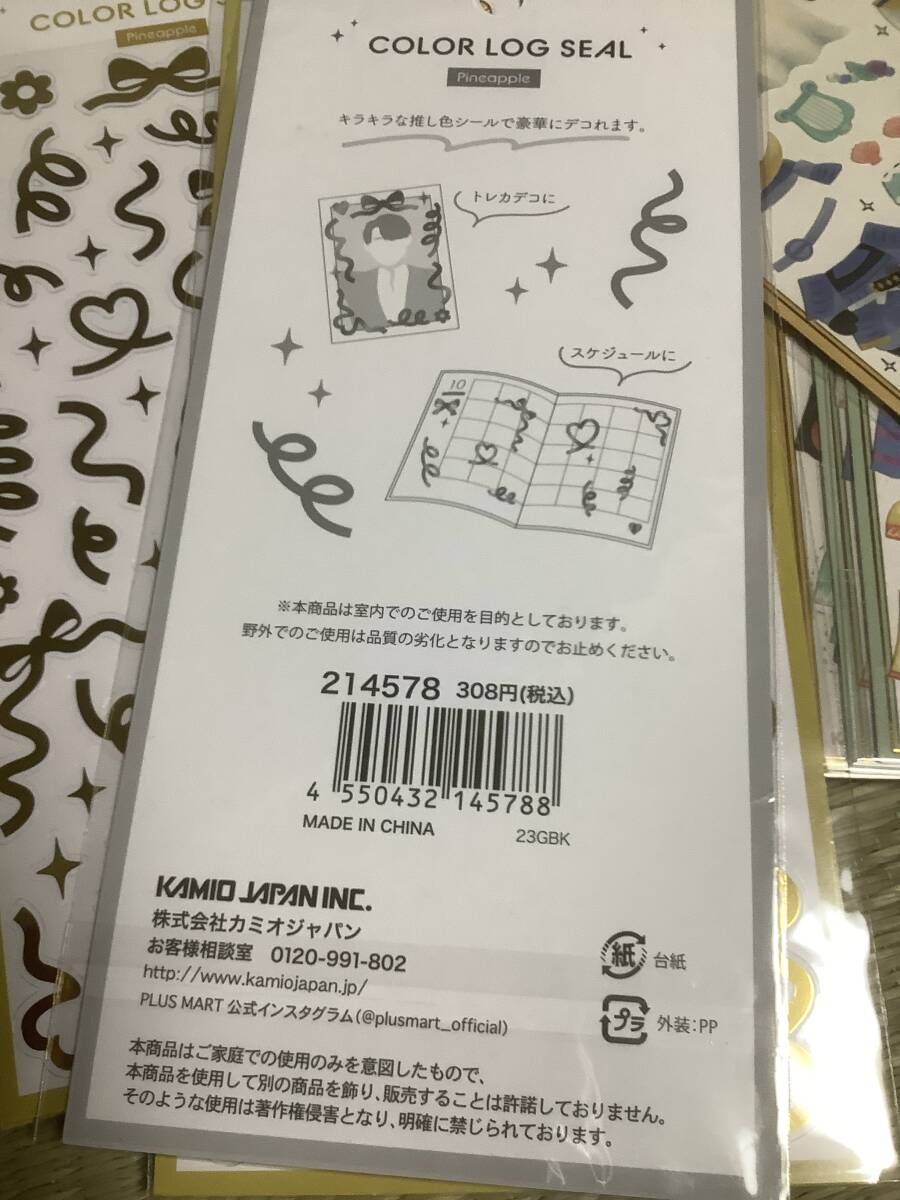 COLOR LOG
Pineapple
COLOR LOG SEAL
Pineapple
キラキラな推し色シールで豪華にデコれます。
トレカデコに
スケジュールに
10
※本商品は室内でのご使用を目的としております。
野外でのご使用は品質の劣化となりますのでお止めください。
214578 308円(税込)
4 550432 145788
MADE IN CHINA 23GBK
KAMIO JAPAN INC.
株式会社カミオジャパン
お客様相談室 0120-991-802
http://www.kamiojapan.jp/
PLUS MART 公式インスタグラム(@plusmart_official)
紙 台紙
プラ 外装:PP
本商品はご家庭での使用のみを意図したもので、
本商品を使用して別の商品を飾り、販売することは許諾しておりません。
そのような使用は著作権侵害となり、明確に禁じられております。